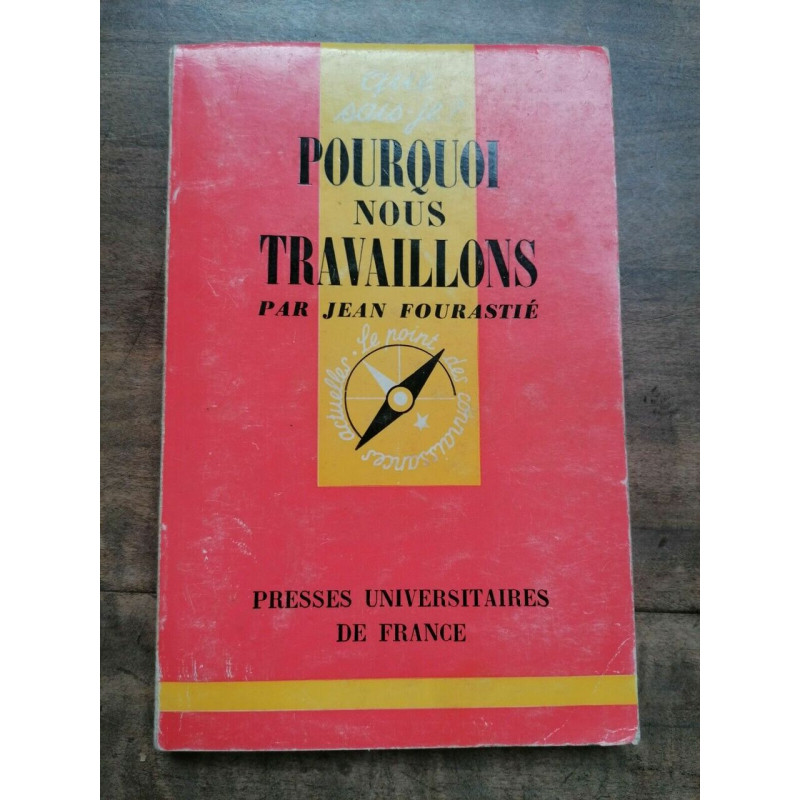 que
sais-je?
POURQUOI
NOUS
TRAVAILLONS
PAR JEAN FOURASTIÉ
Le point des connaissances actuelles.
PRESSES UNIVERSITAIRES
DE FRANCE